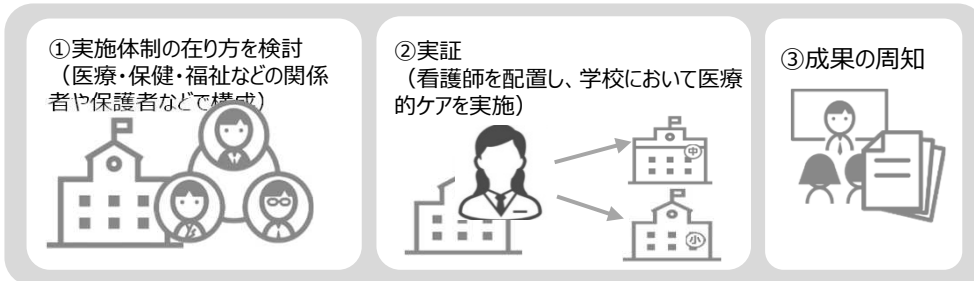 ①実施体制の在り方を検討
（医療・保健・福祉などの関係
者や保護者などで構成）
②実証
（看護師を配置し、学校において医療
的ケアを実施）
中
小
③成果の周知